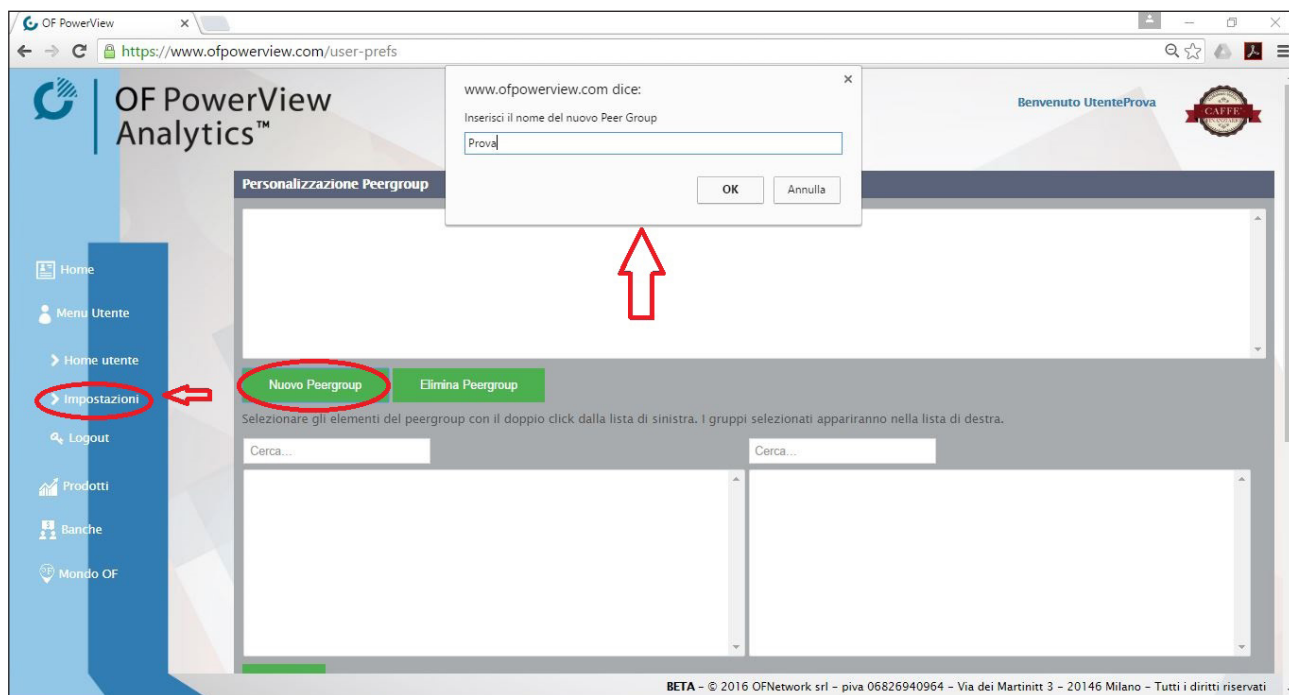 OF PowerView
https://www.ofpowerview.com/user-prefs
OF PowerView
Analytics™
www.ofpowerview.com dice:
Inserisci il nome del nuovo Peer Group
Prova
OK
Annulla
Benvenuto UtenteProva
CAFFE'
Personalizzazione Peergroup
Home
Menu Utente
Home utente
Impostazioni
Logout
Prodotti
Banche
Mondo OF
Nuovo Peergroup
Elimina Peergroup
Selezionare gli elementi del peergroup con il doppio click dalla lista di sinistra. I gruppi selezionati appariranno nella lista di destra.
Cerca...
Cerca...
BETA - © 2016 OFNetwork srl - piva 06826940964 - Via dei Martinitt 3 - 20146 Milano - Tutti i diritti riservati